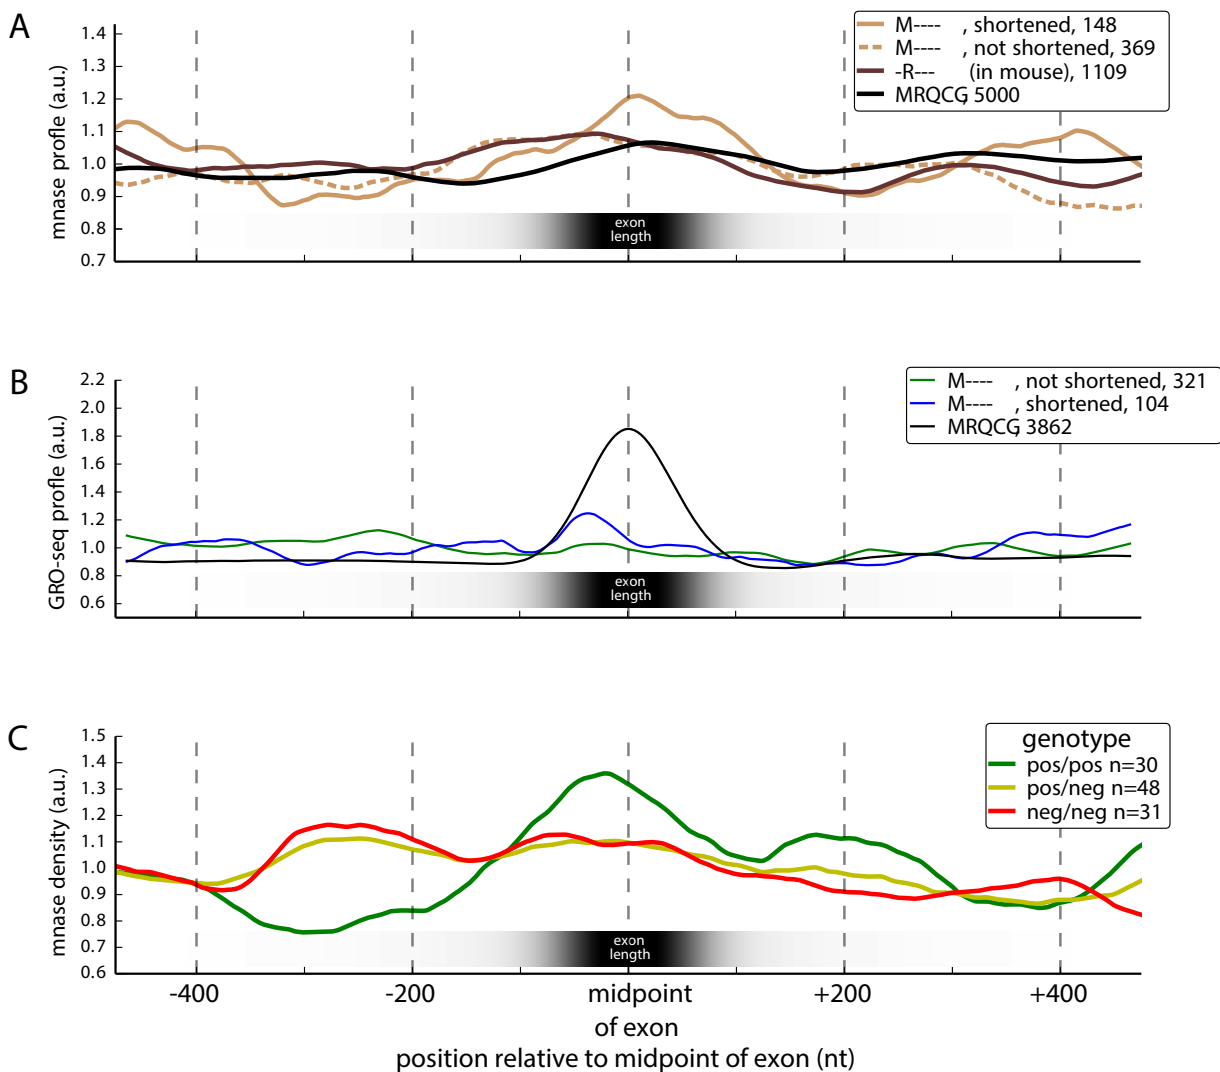 A
1.4
1.3
1.2
1.1
1.0
0.9
0.8
0.7
mnase profle (a.u.)
M---- , shortened, 148
M---- , not shortened, 369
-R--- (in mouse), 1109
MRQCG, 5000
exon
length
B
2.2
2.0
1.8
1.6
1.4
1.2
1.0
0.8
0.6
GRO-seq profle (a.u.)
M---- , not shortened, 321
M---- , shortened, 104
MRQCG, 3862
exon
length
C
1.5
1.4
1.3
1.2
1.1
1.0
0.9
0.8
0.7
0.6
mnase density (a.u.)
genotype
pos/pos n=30
pos/neg n=48
neg/neg n=31
exon
length
-400 -200 midpoint +200 +400
of exon
position relative to midpoint of exon (nt)